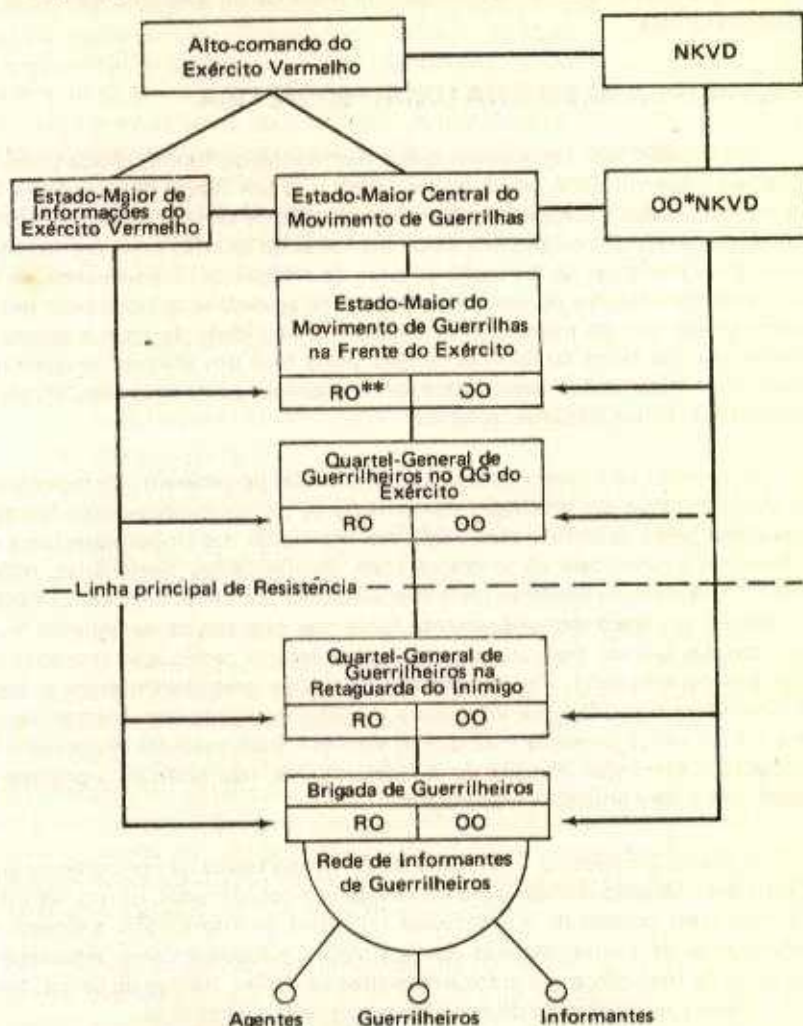 Alto-comando do
Exército Vermelho
NKVD
Estado-Maior de
Informações do
Exército Vermelho
Estado-Maior Central do
Movimento de Guerrilhas
OO*NKVD
Estado-Maior do
Movimento de Guerrilhas
na Frente do Exército
RO** OO
Quartel-General de
Guerrilheiros no QG do
Exército
RO OO
Linha principal de Resistência
Quartel-General de
Guerrilheiros na
Retaguarda do Inimigo
RO OO
Brigada de Guerrilheiros
RO OO
Rede de Informantes
de Guerrilheiros
Agentes Guerrilheiros Informantes